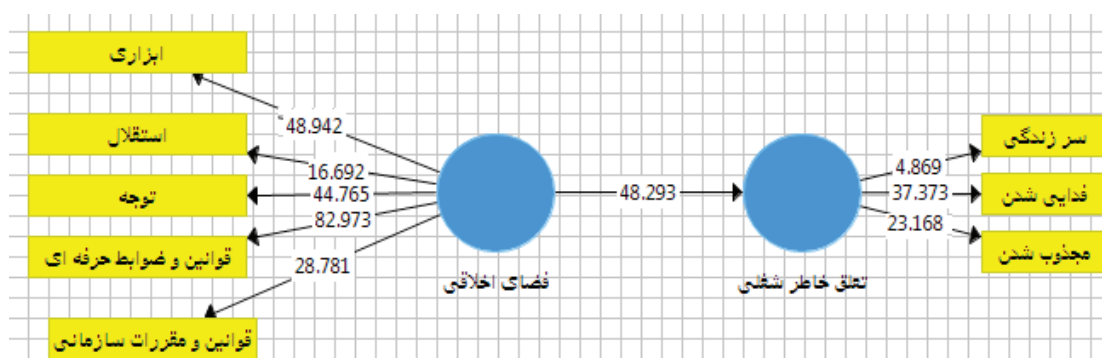 ابزاری
استقلال
توجه
قوانین و ضوابط حرفه ای
قوانین و مقررات سازمانی
48.942
16.692
44.765
82.973
28.781
فضای اخلاقی
48.293
تعلق خاطر شغلی
4.869
37.373
23.168
سر زندگی
فدایی شدن
مجذوب شدن